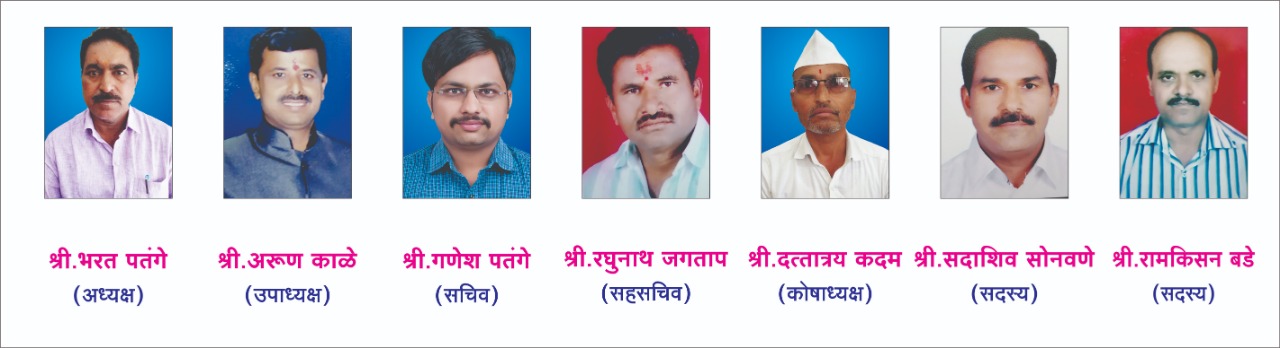 श्री.भरत पतंगे श्री.अरूण काळे श्री.गणेश पतंगे श्री.रघुनाथ जगताप श्री.दत्तात्रय कदम श्री.सदाशिव सोनवणे श्री.रामकिसन बडे
(अध्यक्ष) (उपाध्यक्ष) (सचिव) (सहसचिव) (कोषाध्यक्ष) (सदस्य) (सदस्य)